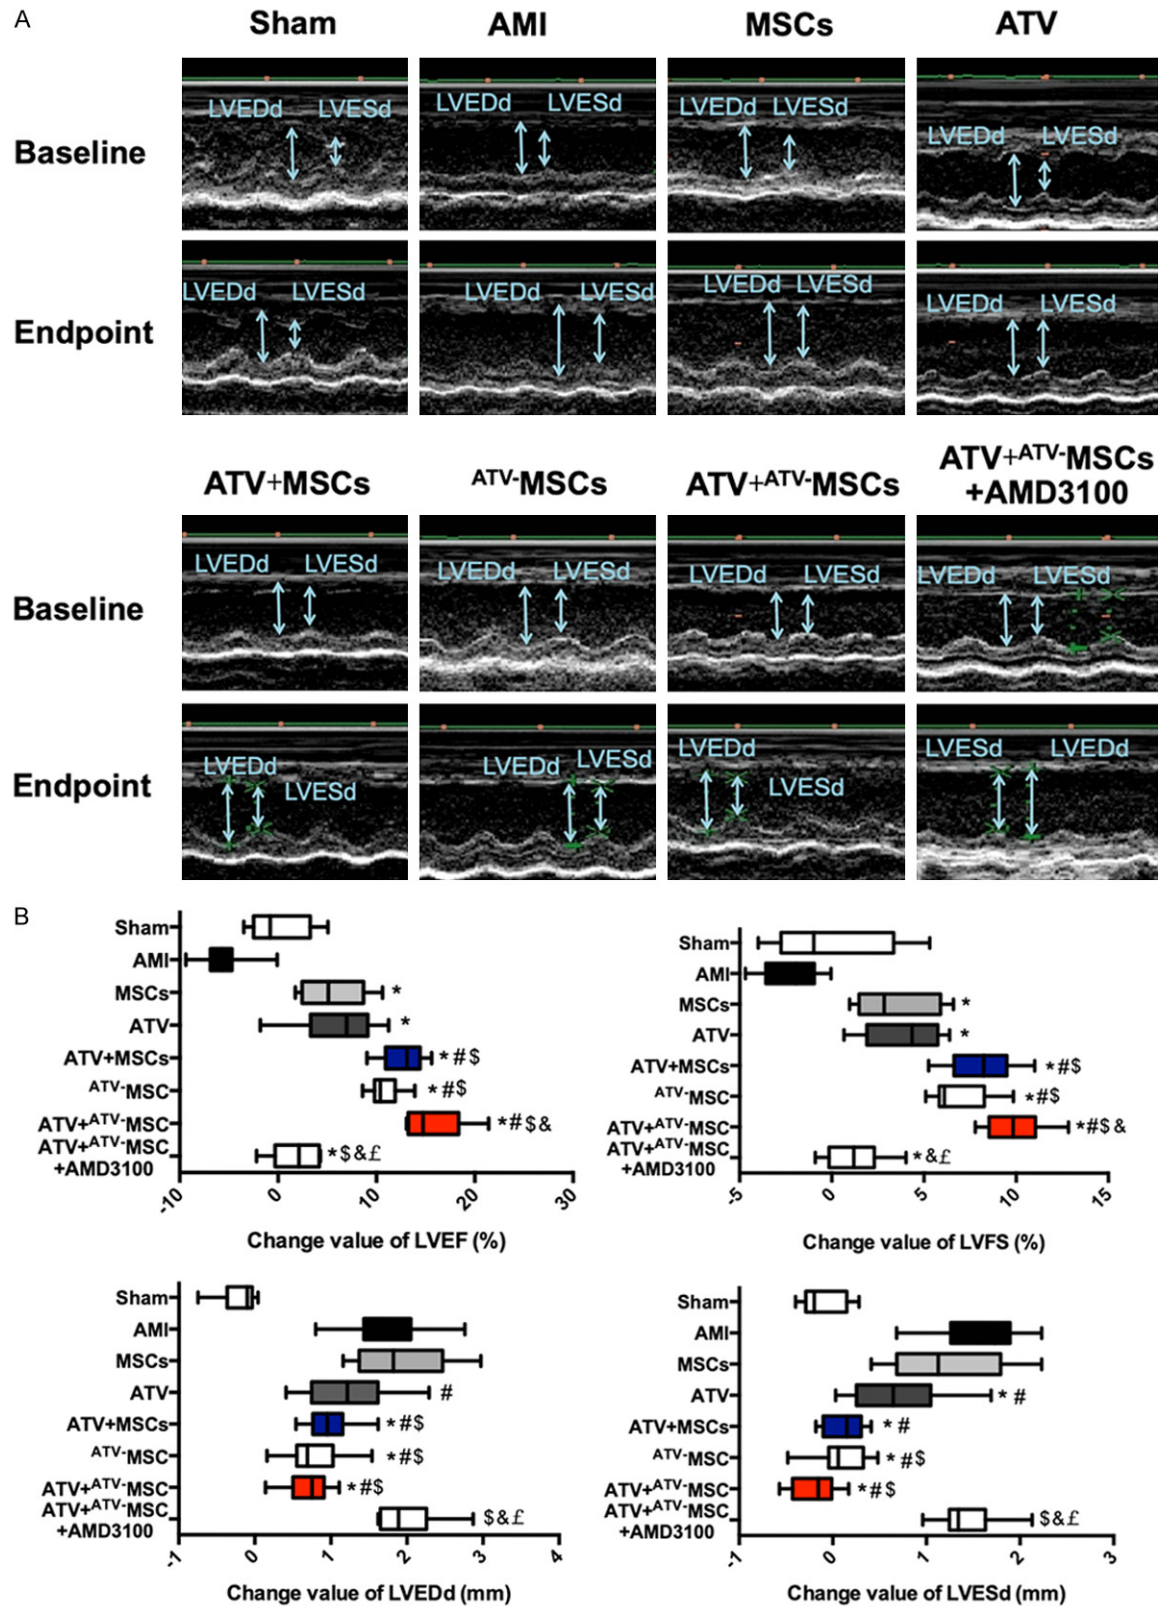 A
Sham AMI MSCs ATV
Baseline
LVEDd LVESd LVEDd LVESd LVEDd LVESd LVEDd LVESd
Endpoint
LVEDd LVESd LVEDd LVESd LVEDd LVESd LVEDd LVESd
ATV+MSCs ATV-MSCs ATV+ATV-MSCs ATV+ATV-MSCs
+AMD3100
Baseline
LVEDd LVESd LVEDd LVESd LVEDd LVESd LVEDd LVESd
Endpoint
LVEDd LVESd LVEDd LVESd LVEDd LVESd LVESd LVEDd
B
Sham
AMI
MSCs *
ATV *
ATV+MSCs *#$
ATV-MSC *#$
ATV+ATV-MSC *#$&
ATV+ATV-MSC
+AMD3100 *$&£
-10 0 10 20 30
Change value of LVEF (%)
Sham
AMI
MSCs *
ATV *
ATV+MSCs *#$
ATV-MSC *#$
ATV+ATV-MSC *#$&
ATV+ATV-MSC
+AMD3100 *&£
-5 0 5 10 15
Change value of LVFS (%)
Sham
AMI
MSCs
ATV #
ATV+MSCs *#$
ATV-MSC *#$
ATV+ATV-MSC *#$
ATV+ATV-MSC
+AMD3100 $&£
-1 0 1 2 3 4
Change value of LVEDd (mm)
Sham
AMI
MSCs
ATV *#
ATV+MSCs *#
ATV-MSC *#$
ATV+ATV-MSC *#$
ATV+ATV-MSC
+AMD3100 $&£
-1 0 1 2 3
Change value of LVESd (mm)